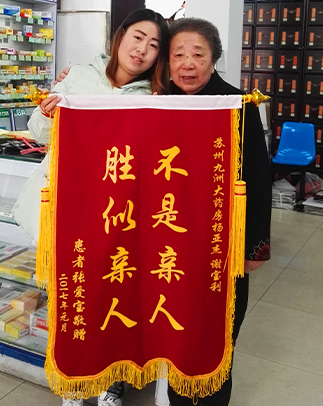 苏州九洲大药房杨亚杰 谢宝利
不是亲人
胜似亲人
患者 张爱宝敬赠
二〇一七年元月